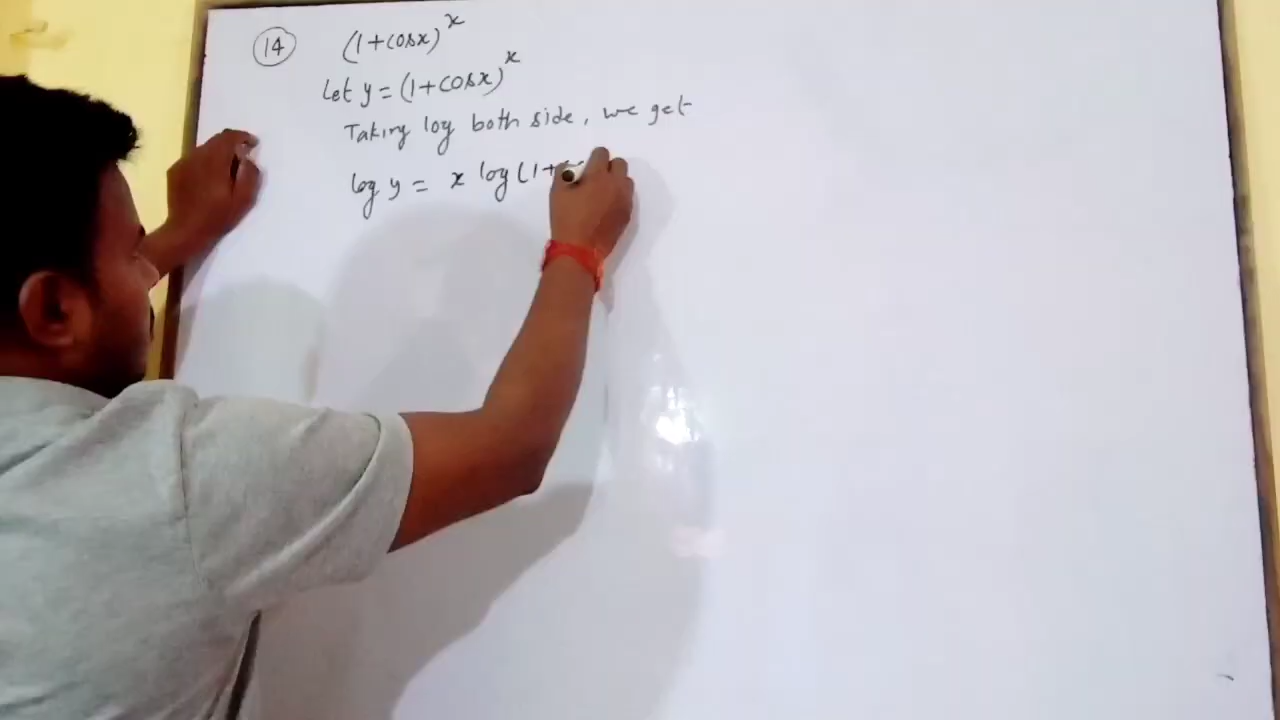 14 (1+cosx)^x
Let y = (1+cosx)^x
Taking log both side, we get
log y = x log(1+